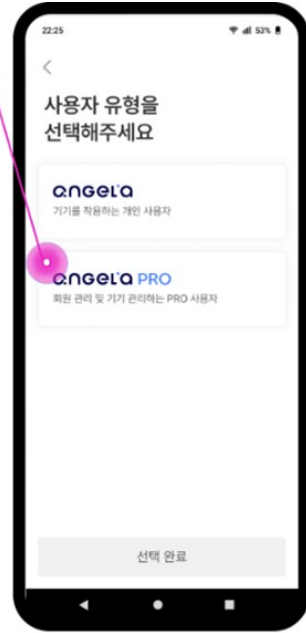 22:25
53%
사용자 유형을
선택해주세요
angel'a
기기를 착용하는 개인 사용자
angel'a PRO
회원 관리 및 기기 관리하는 PRO 사용자
선택 완료